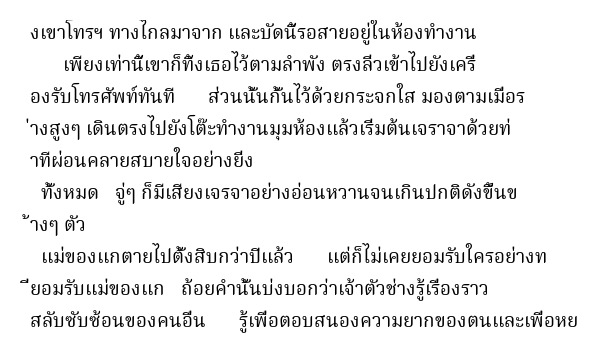 งเขาโทรฯ ทางไกลมาจาก และบัดนี้รอสายอยู่ในห้องทำงาน
เพียงเท่านี้เขาก็ทิ้งเธอไว้ตามลำพัง ตรงลิ่วเข้าไปยังเครื่
องรับโทรศัพท์ทันที ส่วนนั้นกั้นไว้ด้วยกระจกใส มองตามเมื่อร
่างสูงๆ เดินตรงไปยังโต๊ะทำงานมุมห้องแล้วเริ่มต้นเจราจาด้วยท่
าทีผ่อนคลายสบายใจอย่างยิ่ง
ทั้งหมด จู่ๆ ก็มีเสียงเจรจาอย่างอ่อนหวานจนเกินปกติดังขึ้นข
้างๆ ตัว
แม่ของแกตายไปตั้งสิบกว่าปีแล้ว แต่ก็ไม่เคยยอมรับใครอย่างท
ี่ยอมรับแม่ของแก ถ้อยคำนั้นบ่งบอกว่าเจ้าตัวช่างรู้เรื่องราว
สลับซับซ้อนของคนอื่น รู้เพื่อตอบสนองความยากของตนและเพื่อหย